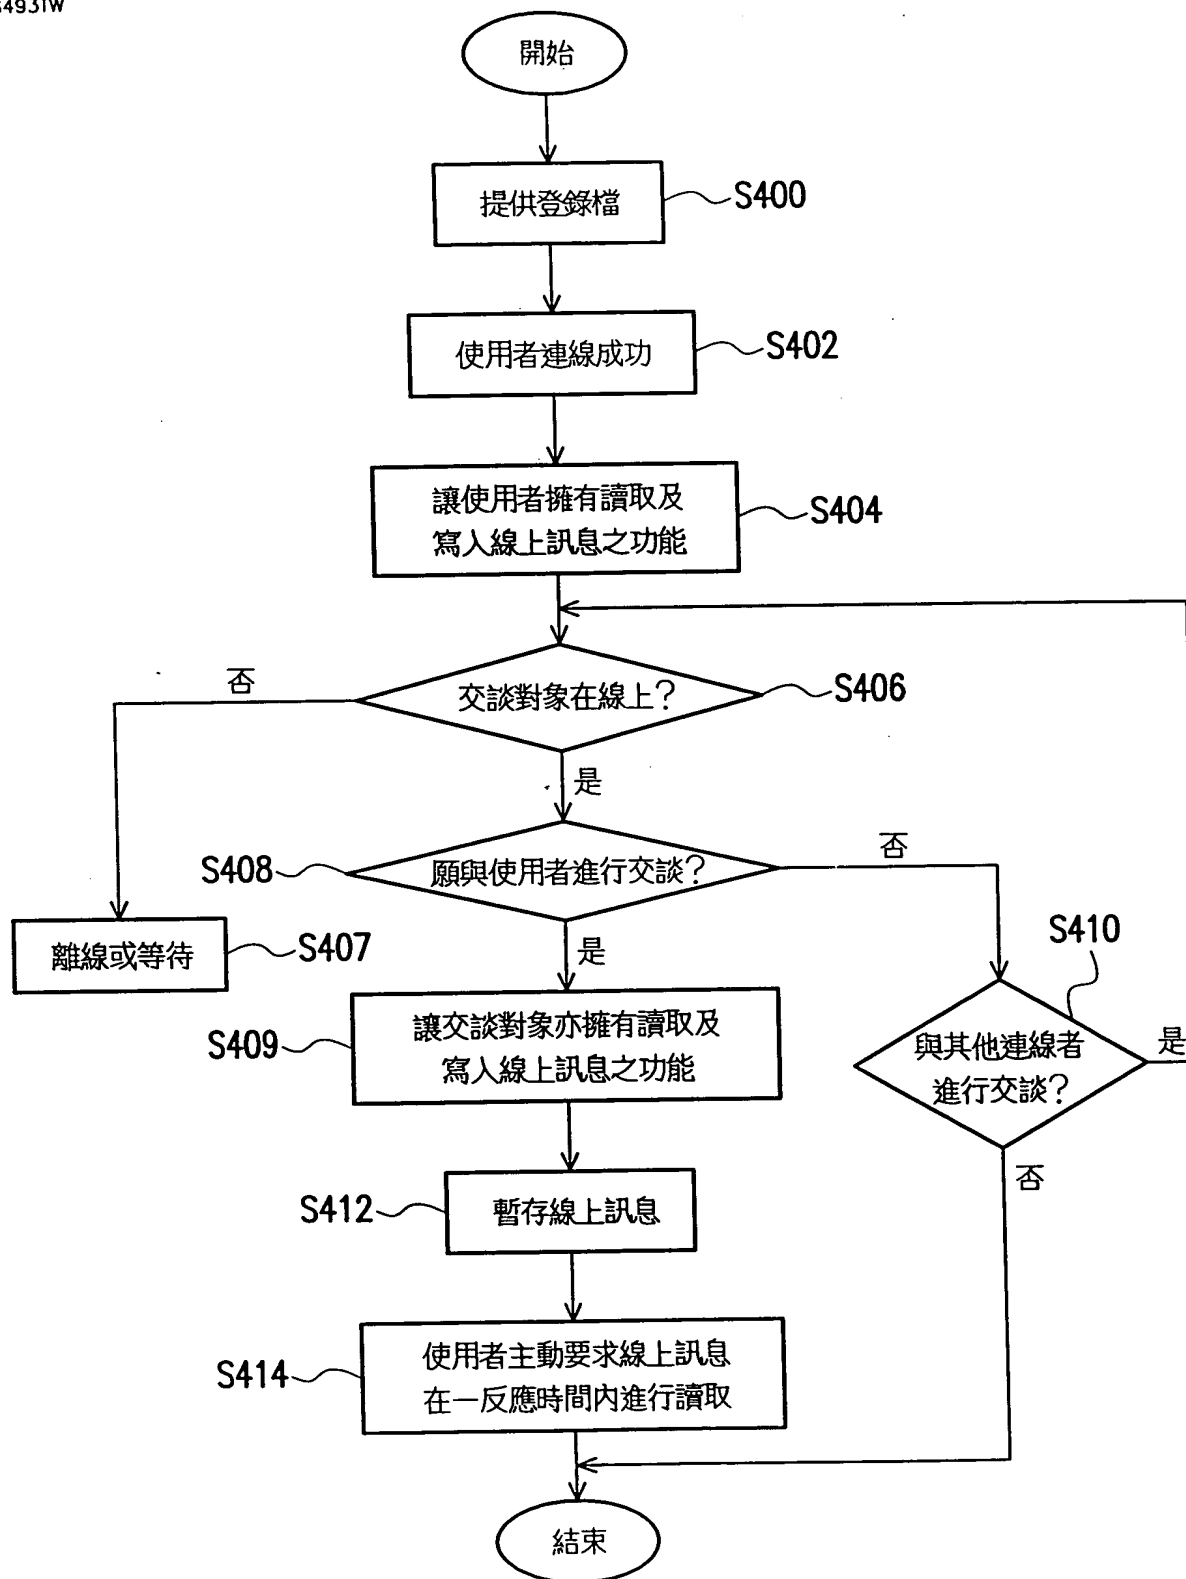 開始
提供登錄檔
S400
使用者連線成功
S402
讓使用者擁有讀取及
寫入線上訊息之功能
S404
否
交談對象在線上?
S406
是
S408
願與使用者進行交談?
否
離線或等待
S407
是
S410
S409
讓交談對象亦擁有讀取及
寫入線上訊息之功能
與其他連線者
進行交談?
是
否
S412
暫存線上訊息
S414
使用者主動要求線上訊息
在一反應時間內進行讀取
結束